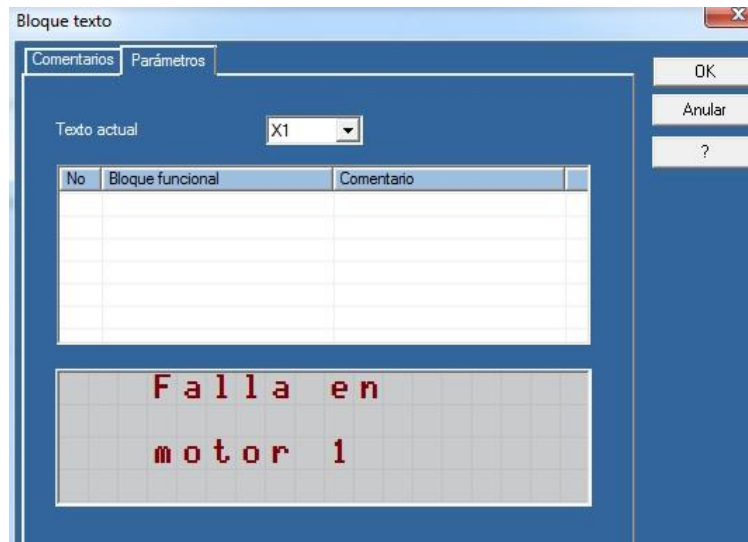 Bloque texto
Comentarios Parámetros
OK
Anular
?
Texto actual X1
No Bloque funcional Comentario
Falla en
motor 1